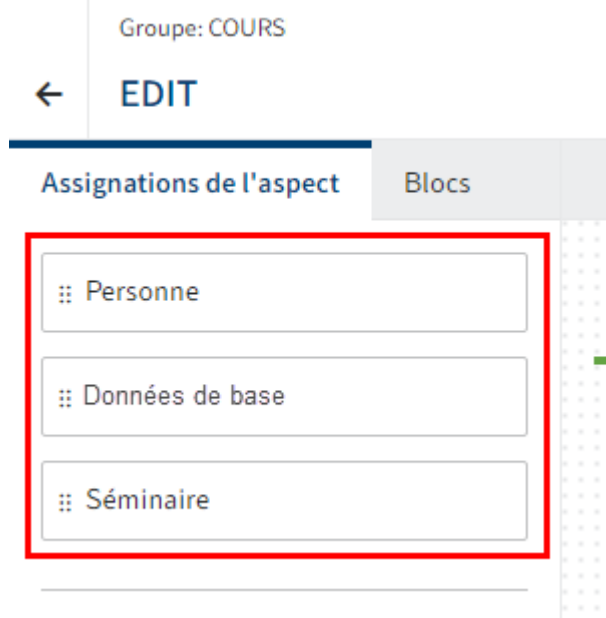 Groupe: COURS
EDIT
Assignations de l'aspect Blocs
Personne
Données de base
Séminaire